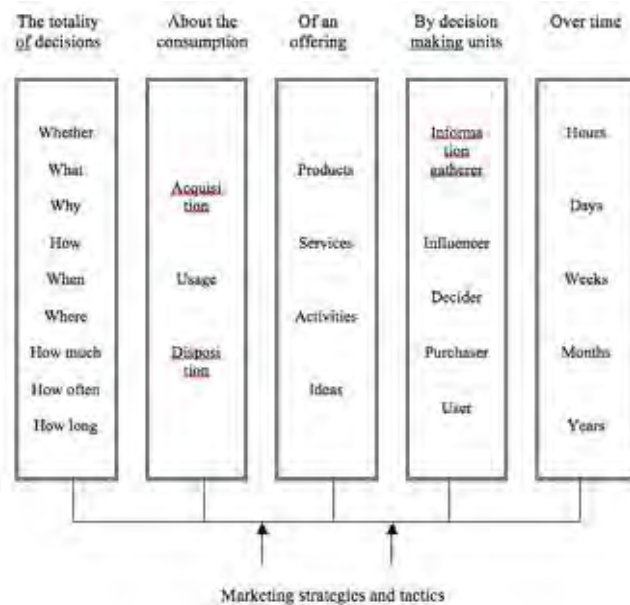 The totality
of decisions
About the
consumption
Of an
offering
By decision
making units
Over time
Whether
What
Why
How
When
Where
How much
How often
How long
Acquisi
tion
Usage
Disposi
tion
Products
Services
Activities
Ideas
Informa
tion
gatherer
Influencer
Decider
Purchaser
User
Hours
Days
Weeks
Months
Years
Marketing strategies and tactics